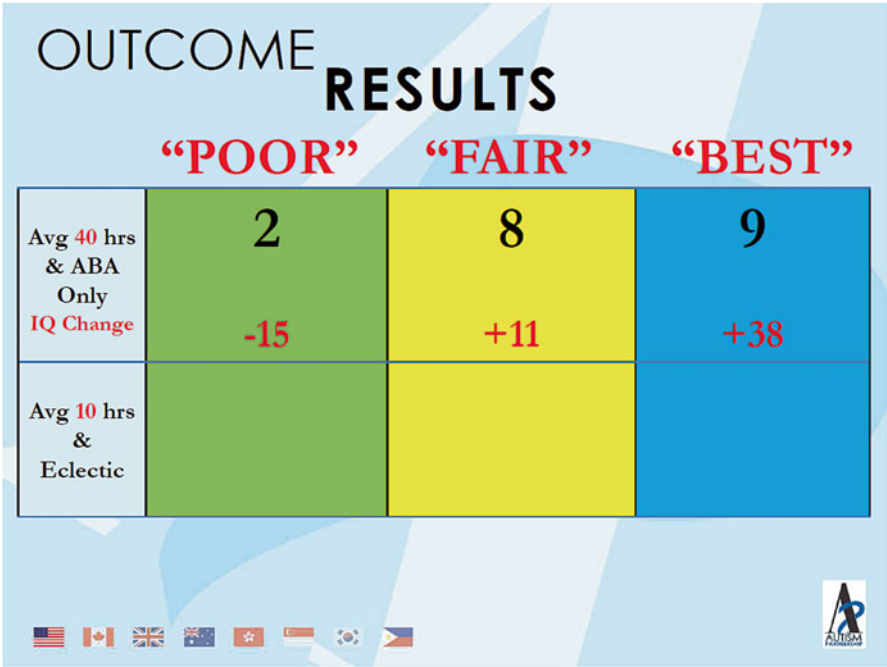 OUTCOME
RESULTS
“POOR” “FAIR” “BEST”
Avg 40 hrs
& ABA
Only
IQ Change
2 8 9
-15 +11 +38
Avg 10 hrs
&
Eclectic
AP
AUTISM
PARTNERSHIP